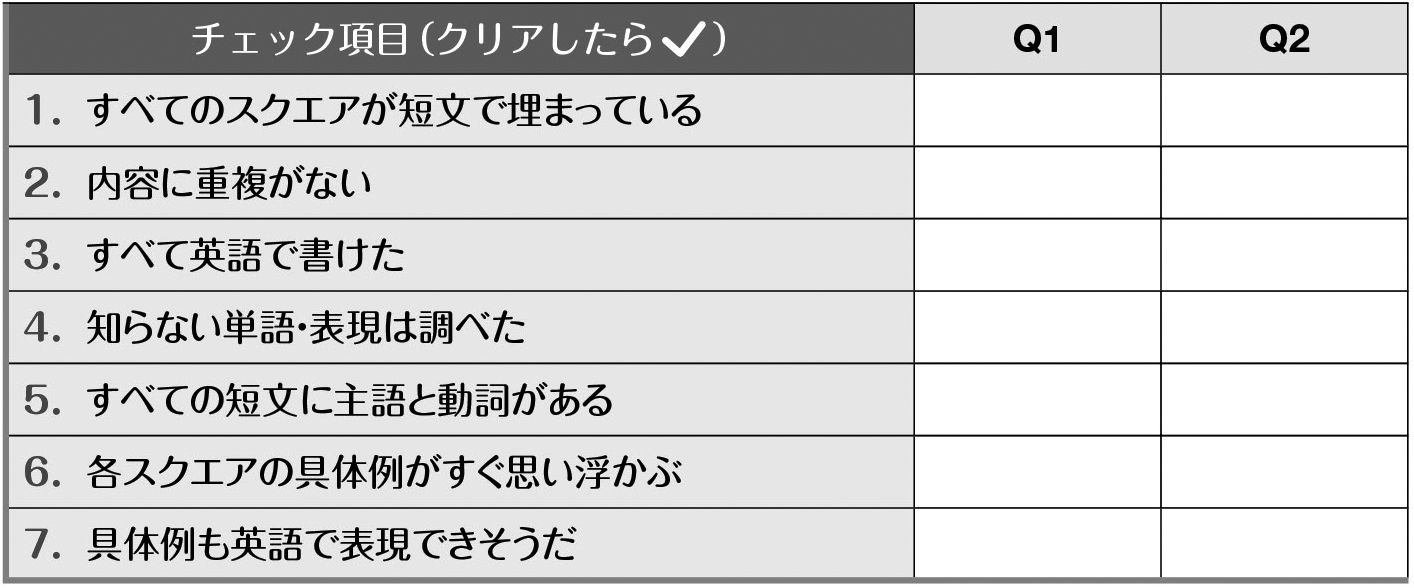 チェック項目（クリアしたら✓） Q1 Q2
1. すべてのスクエアが短文で埋まっている
2. 内容に重複がない
3. すべて英語で書けた
4. 知らない単語・表現は調べた
5. すべての短文に主語と動詞がある
6. 各スクエアの具体例がすぐ思い浮かぶ
7. 具体例も英語で表現できそうだ